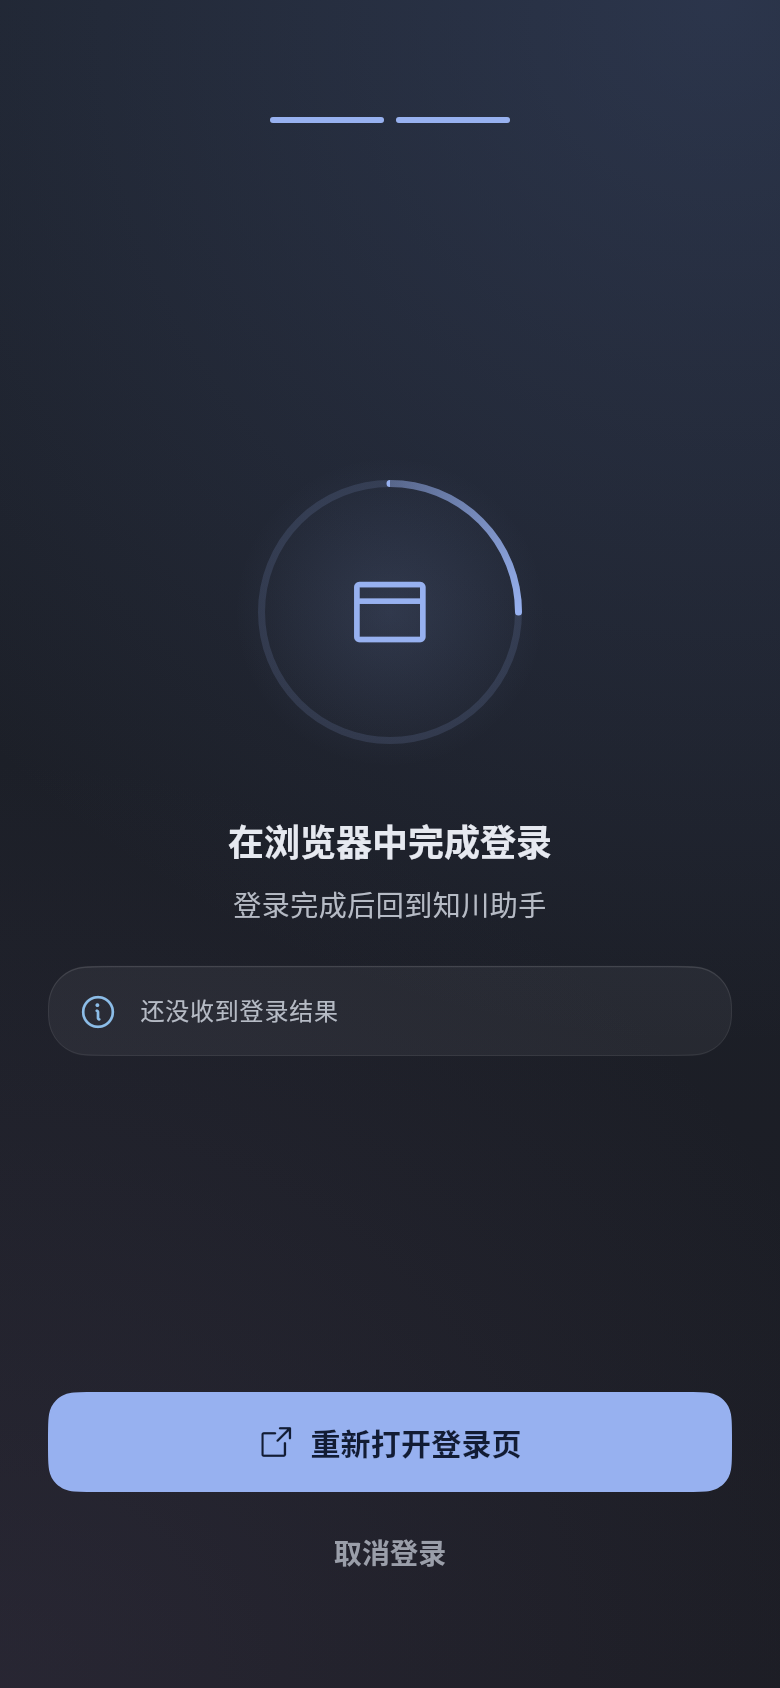 在浏览器中完成登录
登录完成后回到知川助手
还没收到登录结果
重新打开登录页
取消登录